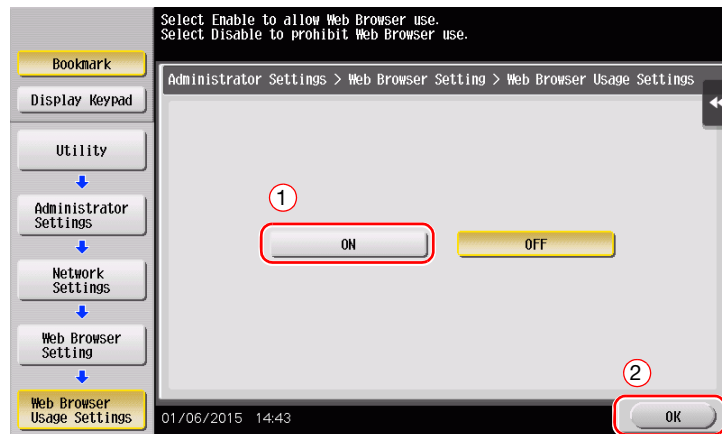 Select Enable to allow Web Browser use.
Select Disable to prohibit Web Browser use.
Bookmark
Display Keypad
Utility
Administrator
Settings
Network
Settings
Web Browser
Setting
Web Browser
Usage Settings
Administrator Settings > Web Browser Setting > Web Browser Usage Settings
1
ON
OFF
2
01/06/2015 14:43
OK